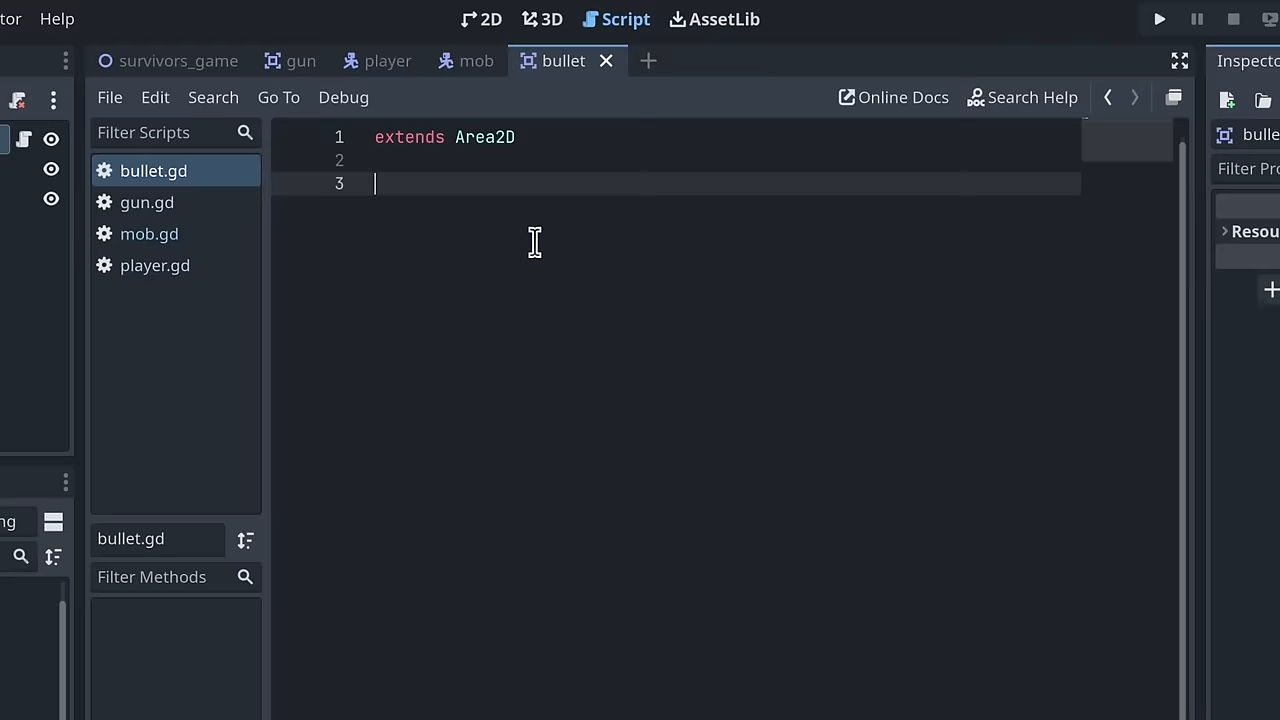 tor Help 2D 3D Script AssetLib
survivors_game gun player mob bullet Inspecto
File Edit Search Go To Debug Online Docs Search Help
Filter Scripts
bullet.gd
gun.gd
mob.gd
player.gd
1 extends Area2D
2
3
bulle
Filter Pro
Resou
ng
bullet.gd
Filter Methods